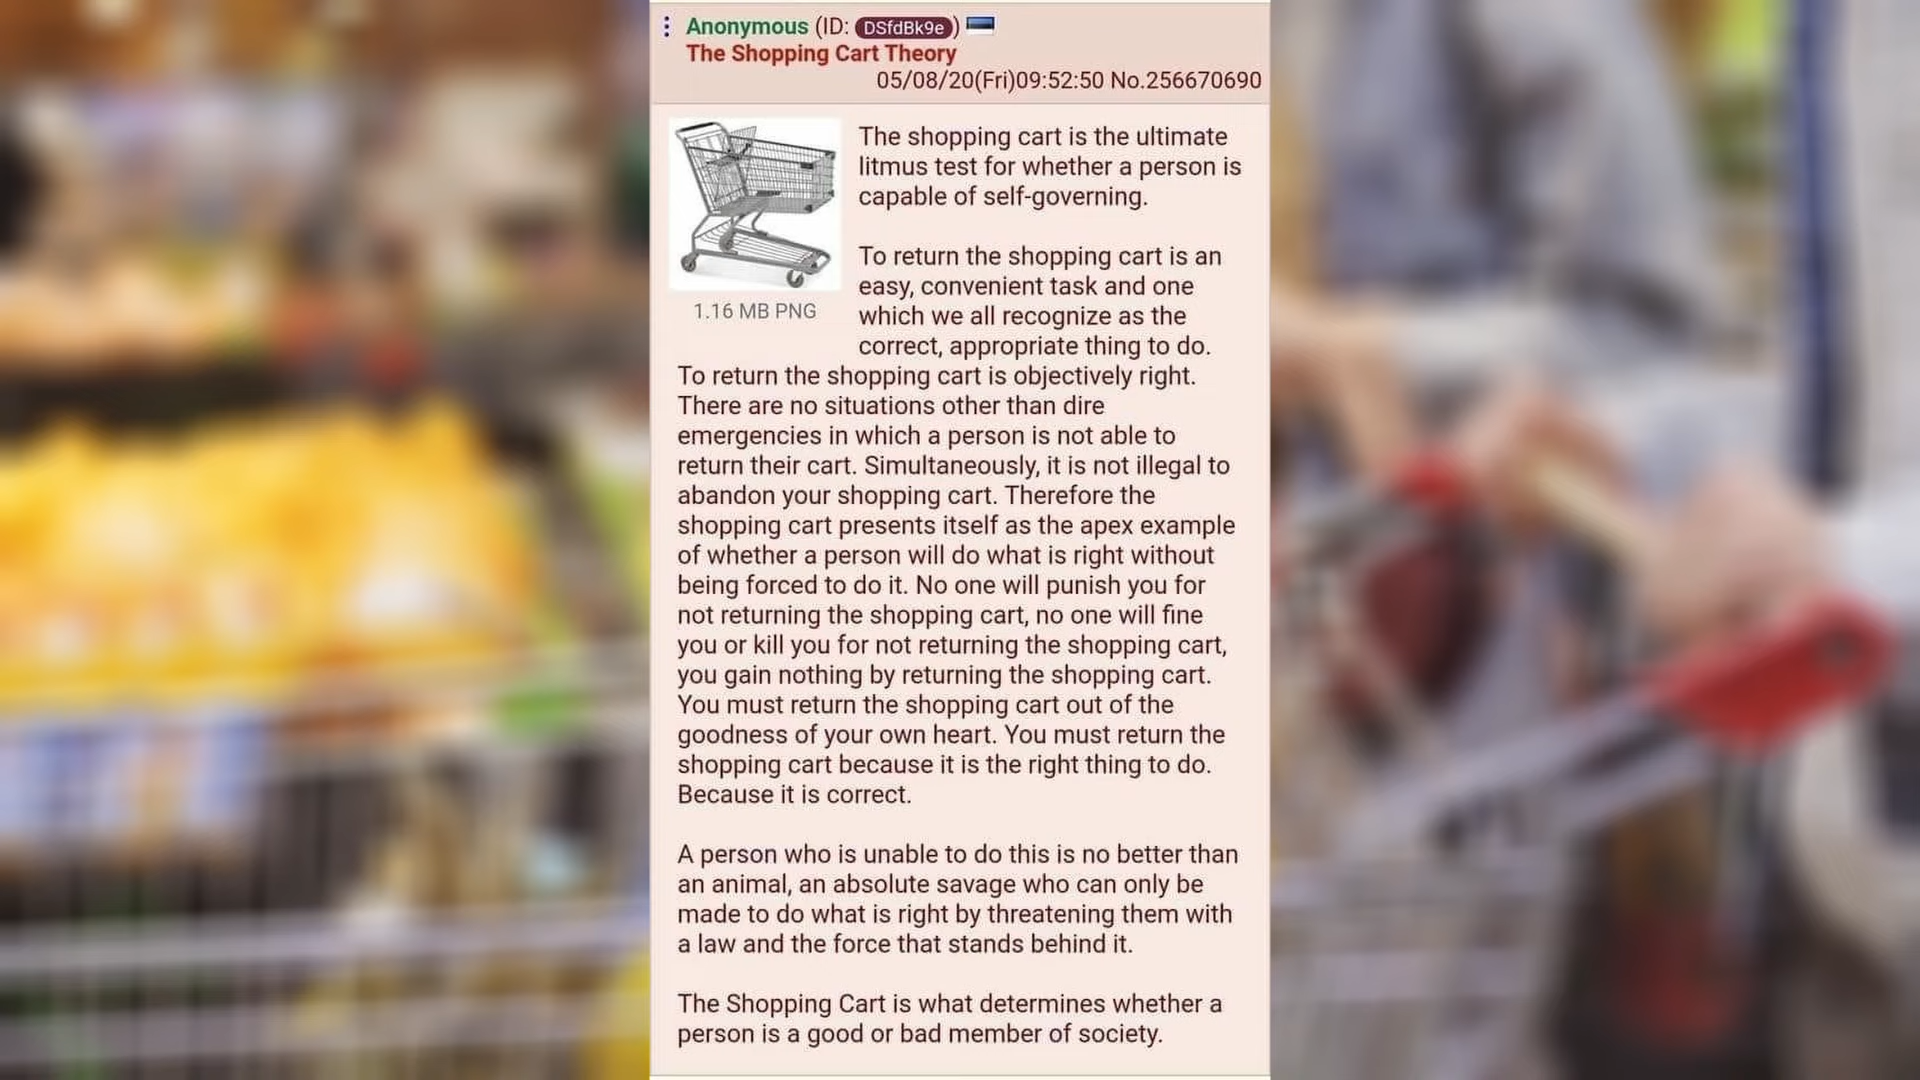 Anonymous (ID: DSfdBk9e)
The Shopping Cart Theory
05/08/20(Fri)09:52:50 No.256670690
The shopping cart is the ultimate
litmus test for whether a person is
capable of self-governing.
To return the shopping cart is an
easy, convenient task and one
which we all recognize as the
correct, appropriate thing to do.
1.16 MB PNG
To return the shopping cart is objectively right.
There are no situations other than dire
emergencies in which a person is not able to
return their cart. Simultaneously, it is not illegal to
abandon your shopping cart. Therefore the
shopping cart presents itself as the apex example
of whether a person will do what is right without
being forced to do it. No one will punish you for
not returning the shopping cart, no one will fine
you or kill you for not returning the shopping cart,
you gain nothing by returning the shopping cart.
You must return the shopping cart out of the
goodness of your own heart. You must return the
shopping cart because it is the right thing to do.
Because it is correct.
A person who is unable to do this is no better than
an animal, an absolute savage who can only be
made to do what is right by threatening them with
a law and the force that stands behind it.
The Shopping Cart is what determines whether a
person is a good or bad member of society.